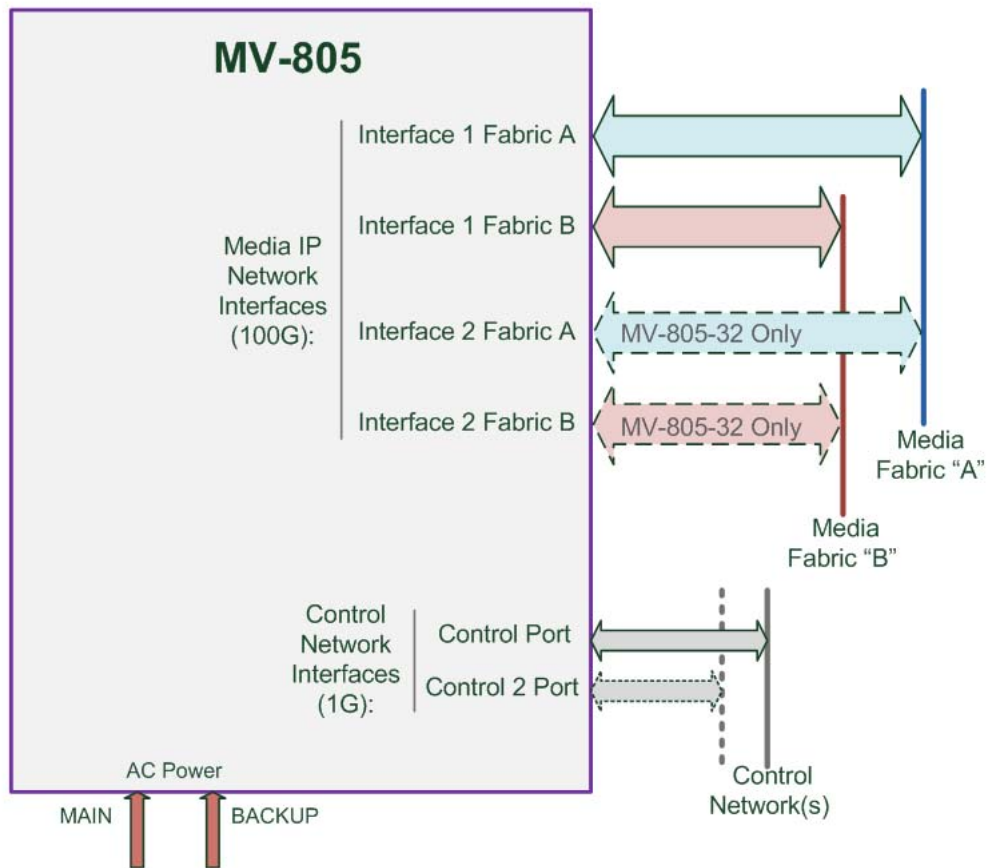 MV-805
Interface 1 Fabric A
Interface 1 Fabric B
Media IP
Network
Interfaces
(100G):
Interface 2 Fabric A
MV-805-32 Only
Interface 2 Fabric B
MV-805-32 Only
Media
Fabric “A”
Media
Fabric “B”
Control
Network
Interfaces
(1G):
Control Port
Control 2 Port
Control
Network(s)
AC Power
MAIN
BACKUP